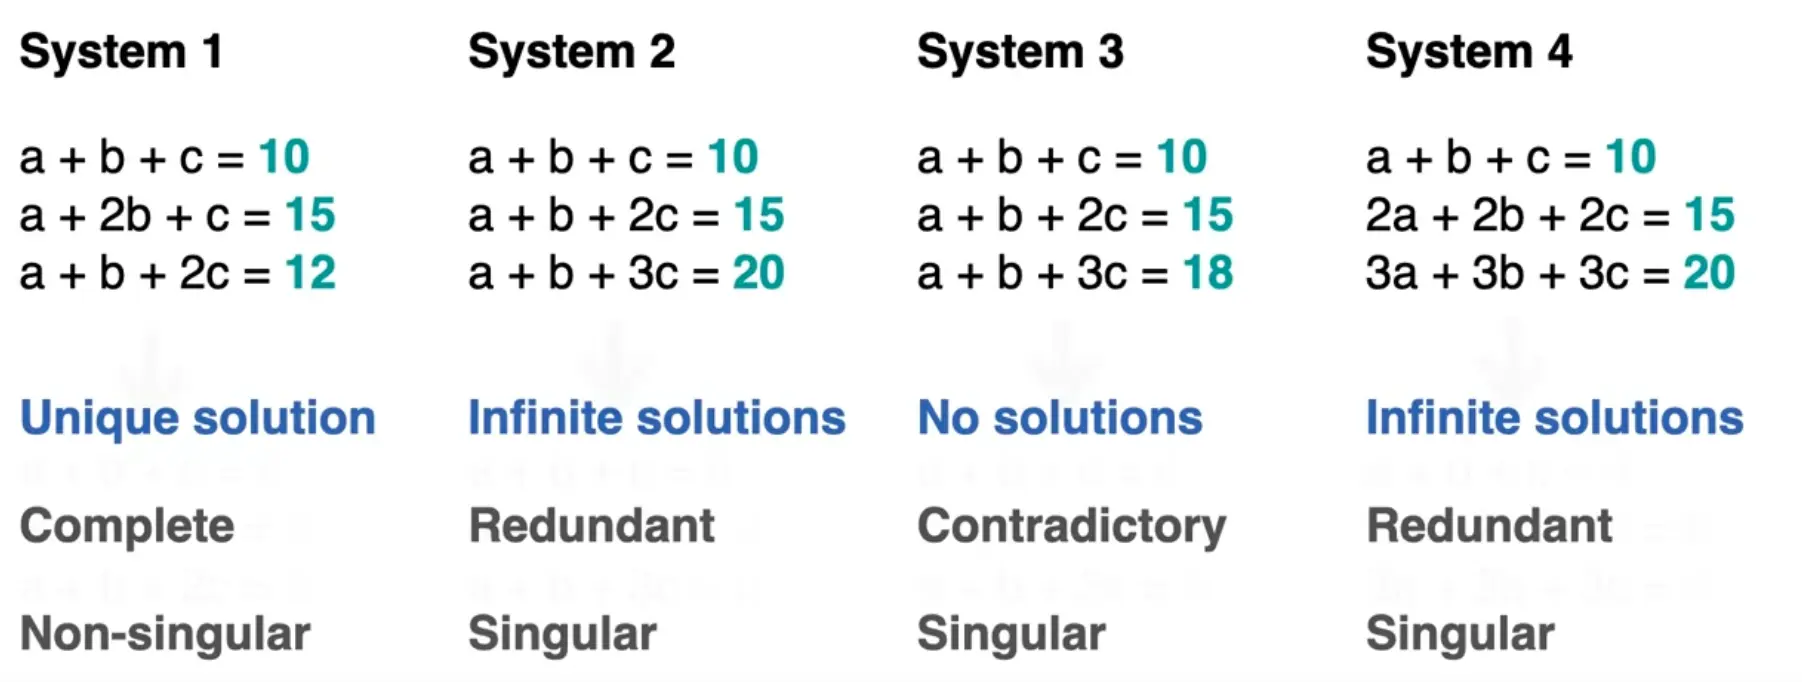 System 1
a + b + c = 10
a + 2b + c = 15
a + b + 2c = 12
Unique solution
Complete
Non-singular
System 2
a + b + c = 10
a + b + 2c = 15
a + b + 3c = 20
Infinite solutions
Redundant
Singular
System 3
a + b + c = 10
a + b + 2c = 15
a + b + 3c = 18
No solutions
Contradictory
Singular
System 4
a + b + c = 10
2a + 2b + 2c = 15
3a + 3b + 3c = 20
Infinite solutions
Redundant
Singular